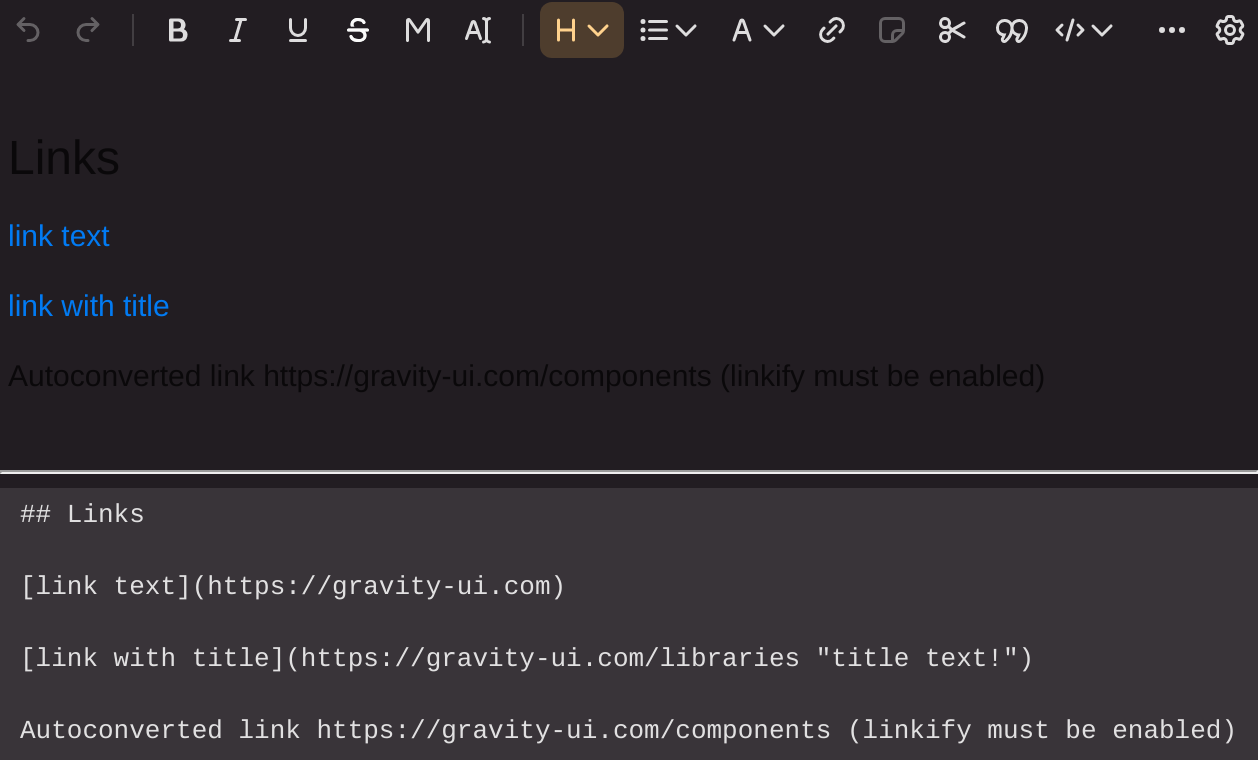 Links
link text
link with title
Autoconverted link https://gravity-ui.com/components (linkify must be enabled)
## Links
[link text](https://gravity-ui.com)
[link with title](https://gravity-ui.com/libraries "title text!")
Autoconverted link https://gravity-ui.com/components (linkify must be enabled)